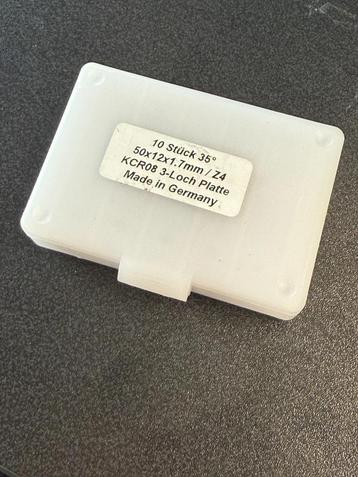 10 Stück 35°
50x12x1.7mm / Z4
KCR08 3-Loch Platte
Made in Germany